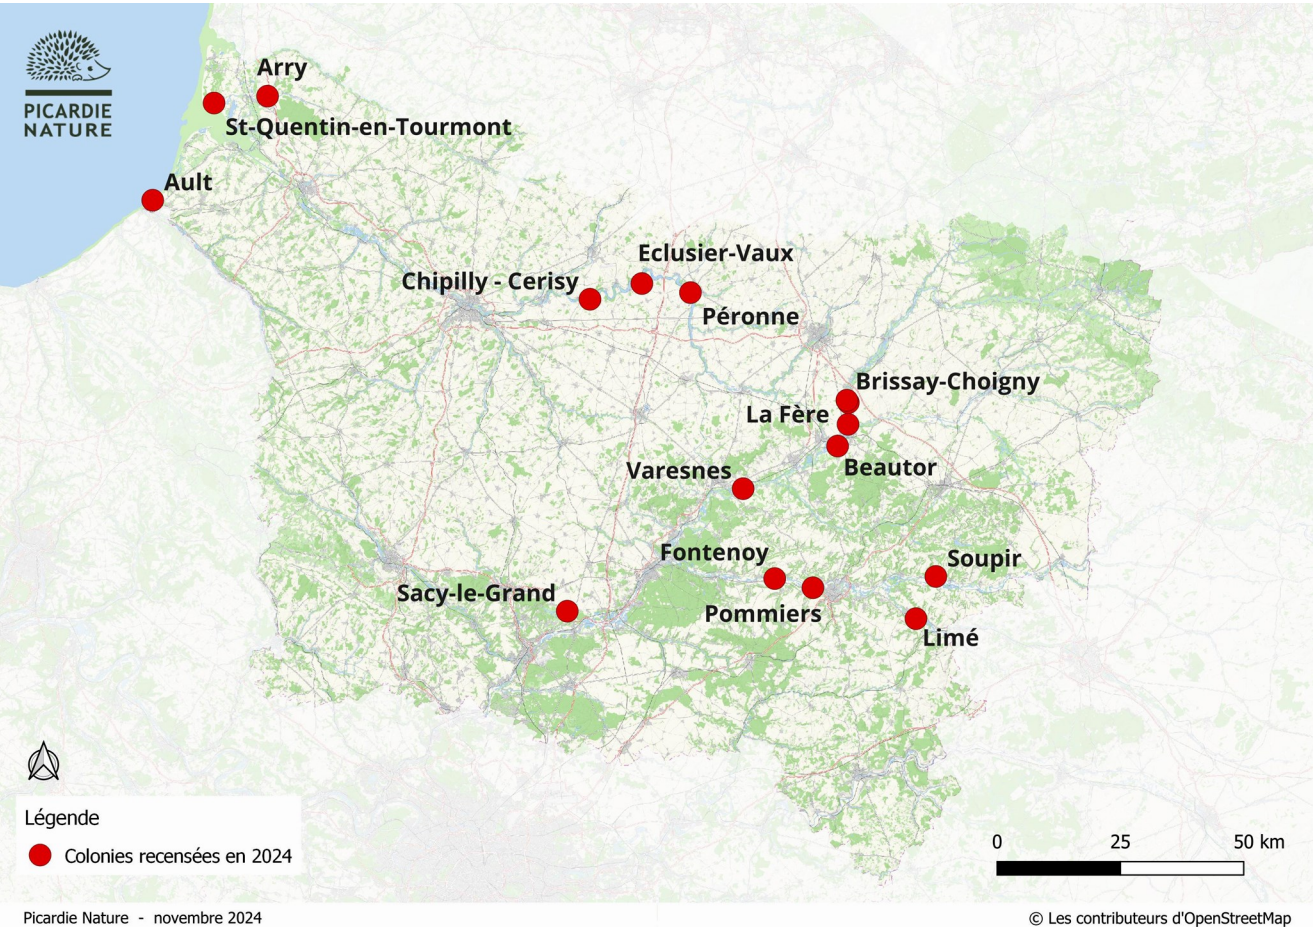 PICARDIE
NATURE
Arry
St-Quentin-en-Tourmont
Ault
Eclusier-Vaux
Chipilly - Cerisy
Péronne
Brissay-Choigny
La Fère
Beautor
Varesnes
Fontenoy
Soupir
Sacy-le-Grand
Pommiers
Limé
Légende
Colonies recensées en 2024
0 25 50 km
Picardie Nature - novembre 2024
© Les contributeurs d'OpenStreetMap